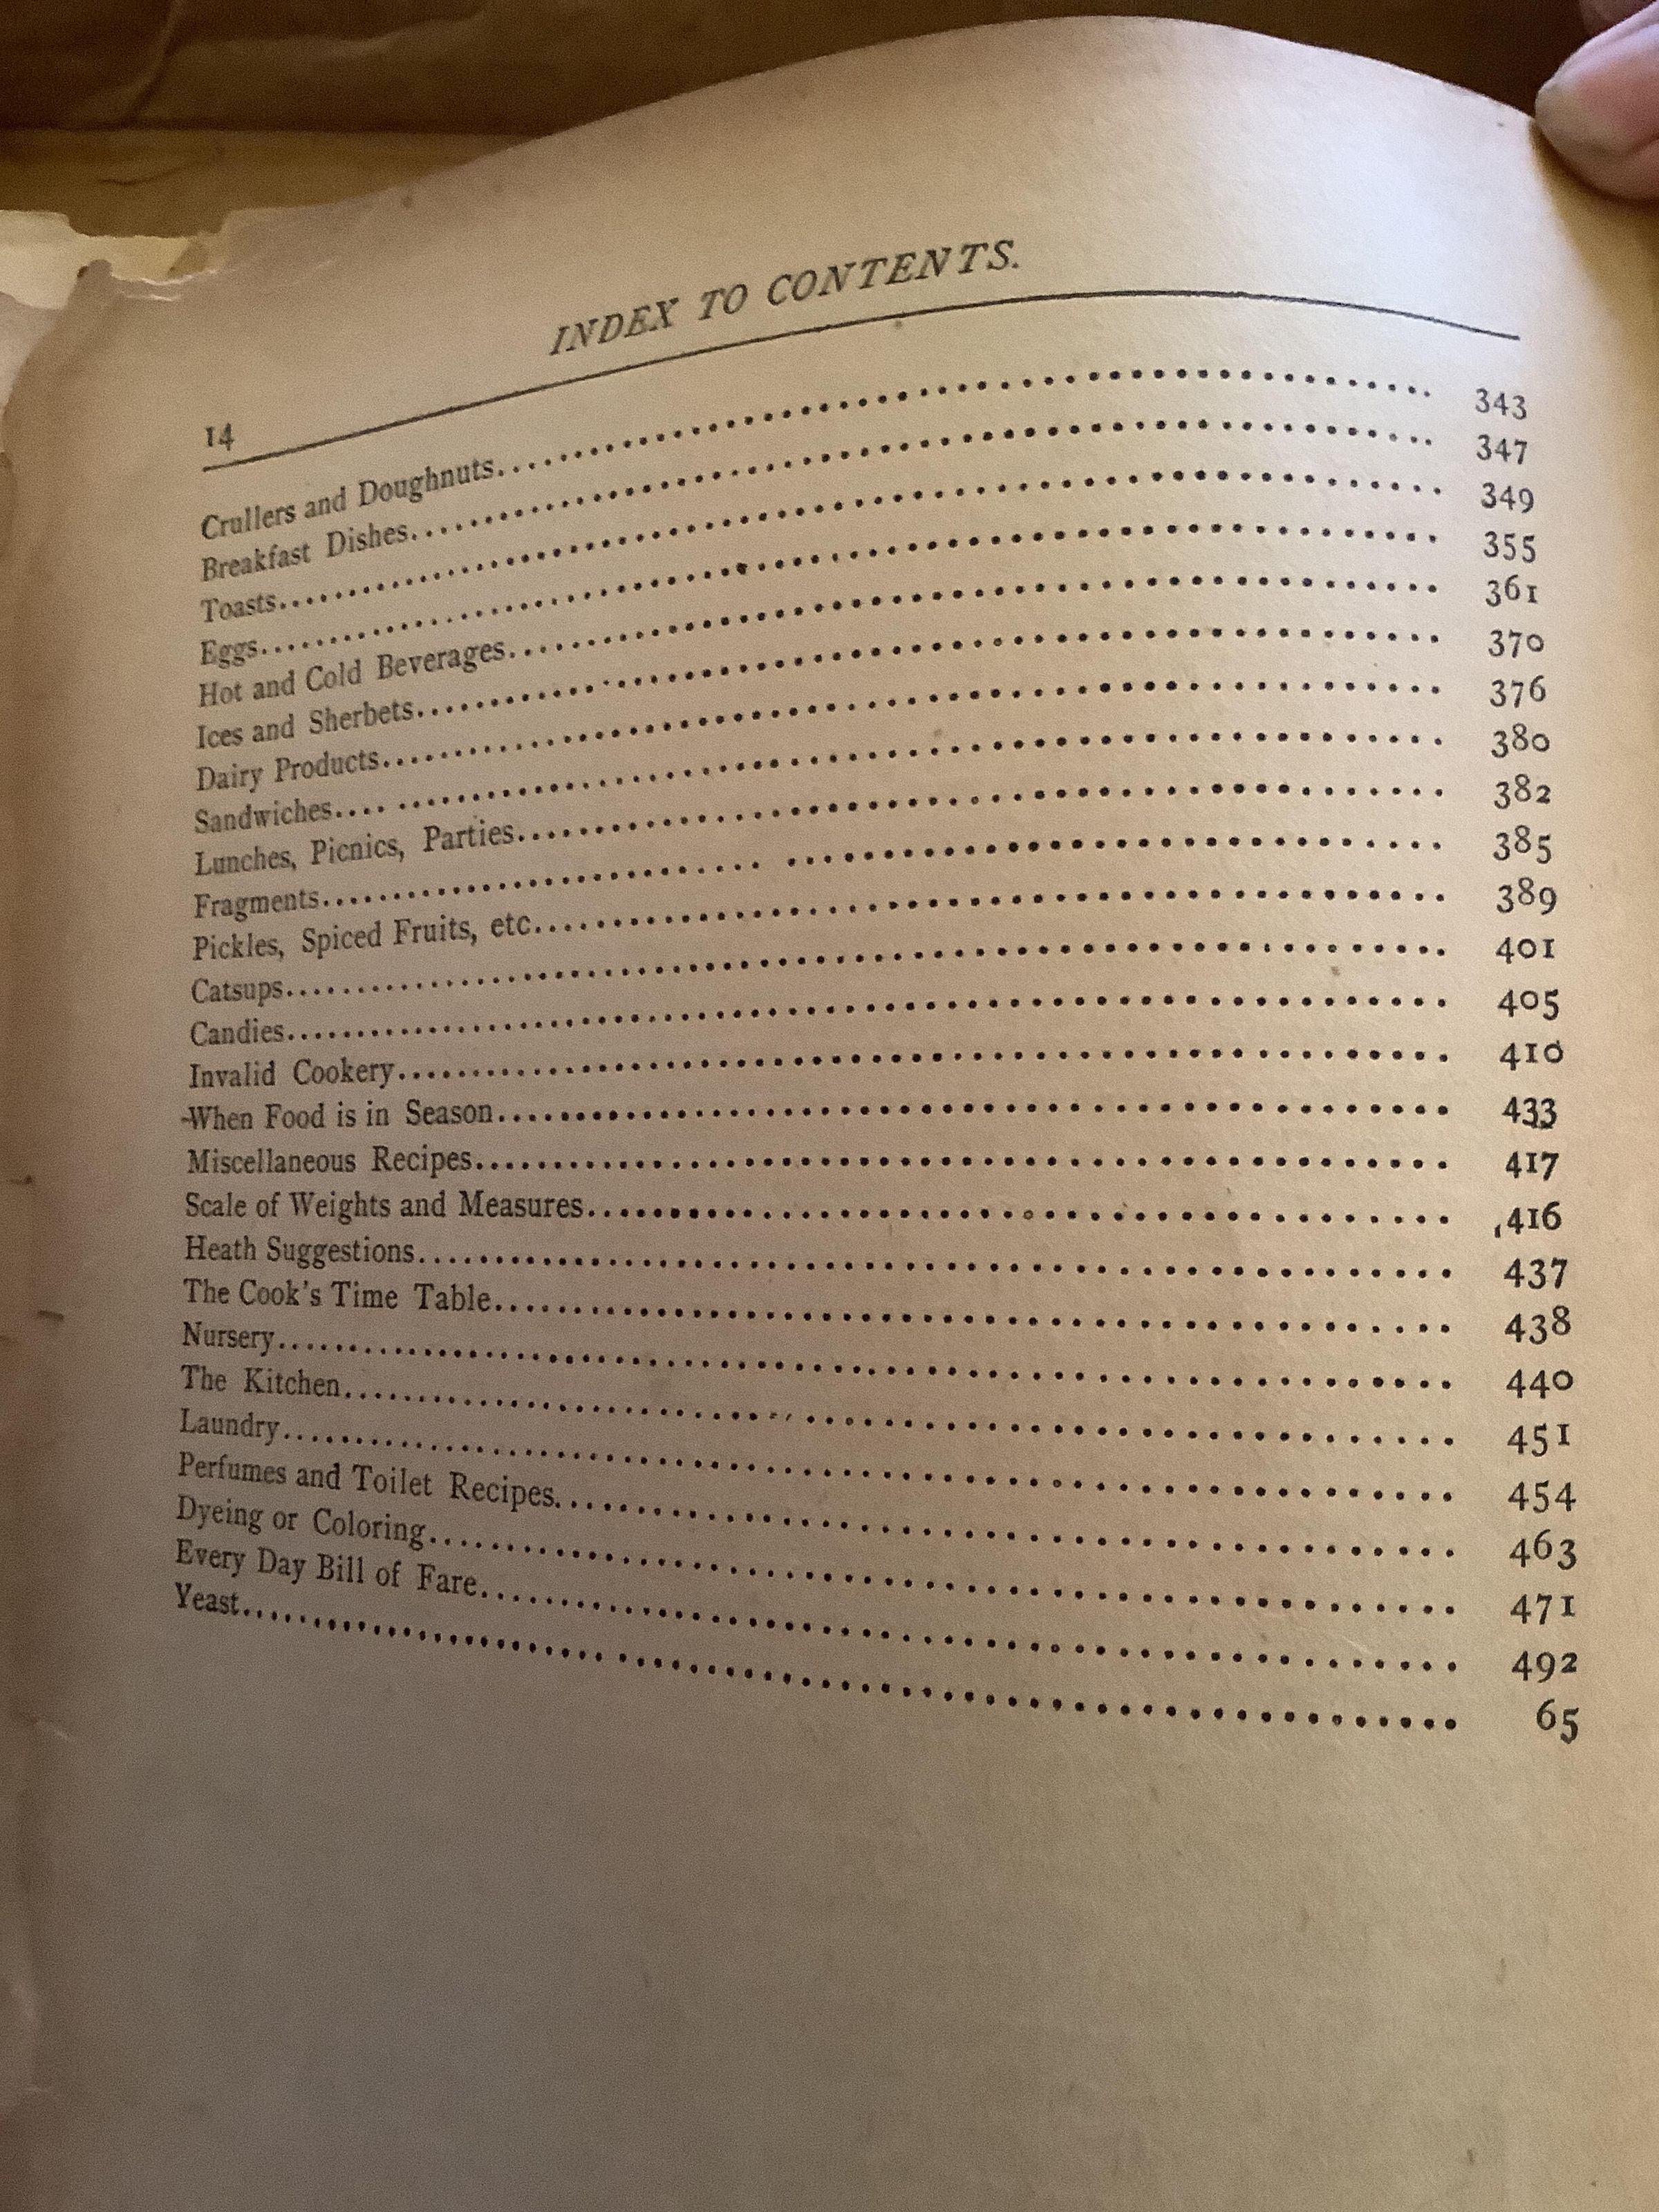 14 INDEX TO CONTENTS.
Crullers and Doughnuts........ 343
Breakfast Dishes........ 347
Toasts........ 349
Eggs........ 355
Hot and Cold Beverages........ 361
Ices and Sherbets........ 370
Dairy Products........ 376
Sandwiches........ 380
Lunches, Picnics, Parties........ 382
Fragments........ 385
Pickles, Spiced Fruits, etc........ 389
Catsups........ 401
Candies........ 405
Invalid Cookery........ 410
When Food is in Season........ 433
Miscellaneous Recipes........ 417
Scale of Weights and Measures........ 416
Heath Suggestions........ 437
The Cook's Time Table........ 438
Nursery........ 440
The Kitchen........ 451
Laundry........ 454
Perfumes and Toilet Recipes........ 463
Dyeing or Coloring........ 471
Every Day Bill of Fare........ 492
Yeast........ 65